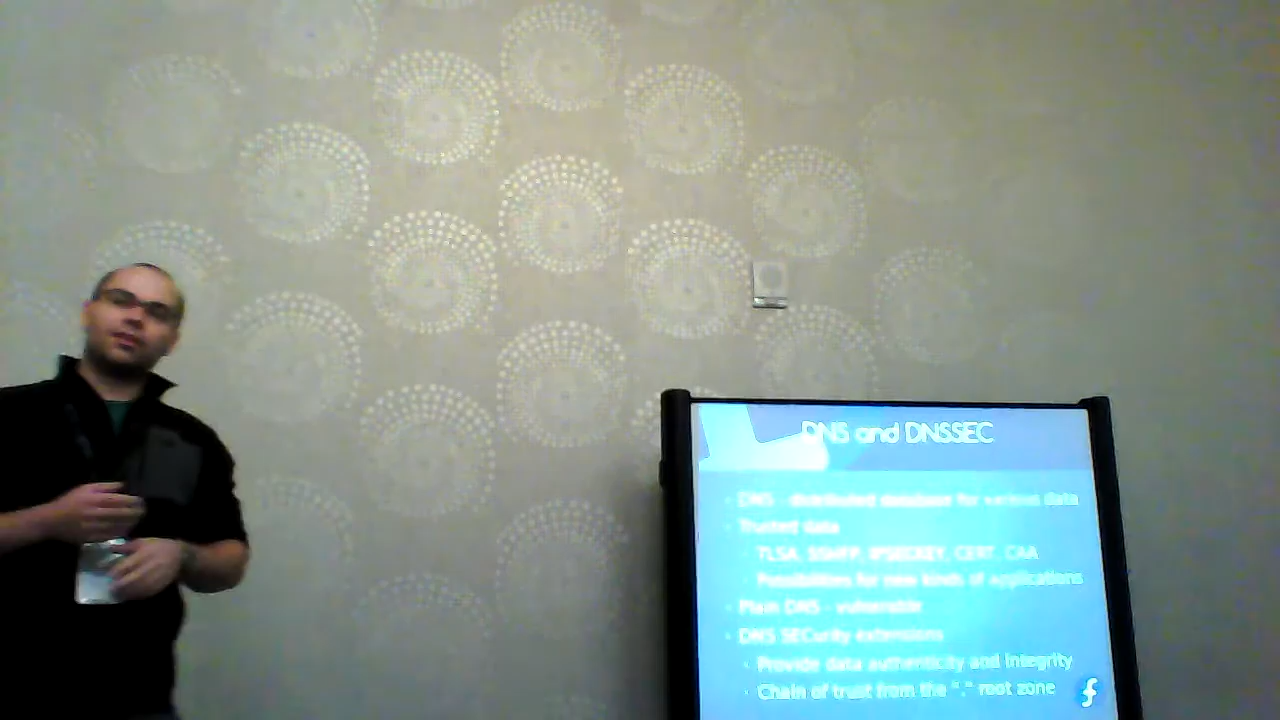 DNS and DNSSEC
DNS - distributed database for various data
Trusted data
TLSA, SSHFP, IPSECKEY, CERT, CAA
Possibilities for new kinds of applications
Plain DNS - vulnerable
DNS SECurity extensions
Provide data authenticity and integrity
Chain of trust from the "." root zone